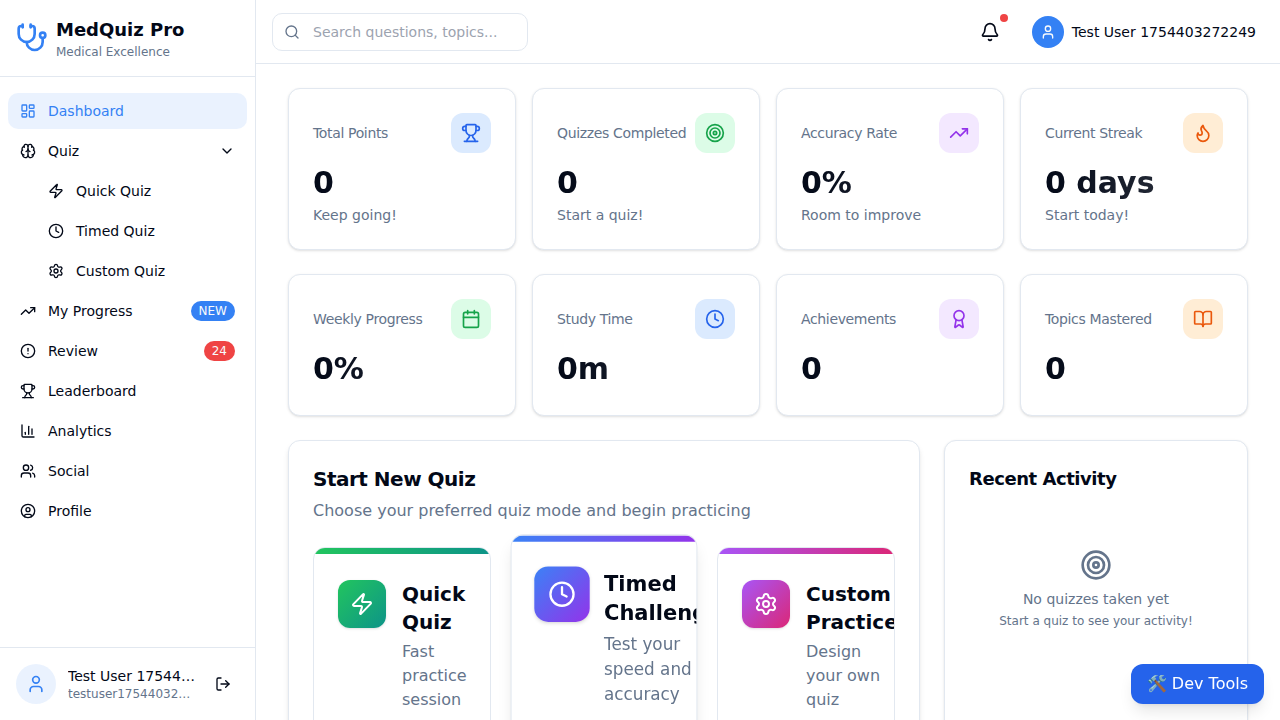 MedQuiz Pro
Medical Excellence
Search questions, topics...
Test User 1754403272249
Dashboard
Quiz
Quick Quiz
Timed Quiz
Custom Quiz
My Progress
NEW
Review
24
Leaderboard
Analytics
Social
Profile
Test User 17544...
testuser17544032...
Total Points
0
Keep going!
Quizzes Completed
0
Start a quiz!
Accuracy Rate
0%
Room to improve
Current Streak
0 days
Start today!
Weekly Progress
0%
Study Time
0m
Achievements
0
Topics Mastered
0
Start New Quiz
Choose your preferred quiz mode and begin practicing
Quick
Quiz
Fast
practice
session
Timed
Challeng
Test your
speed and
accuracy
Custom
Practice
Design
your own
quiz
Recent Activity
No quizzes taken yet
Start a quiz to see your activity!
🛠️ Dev Tools